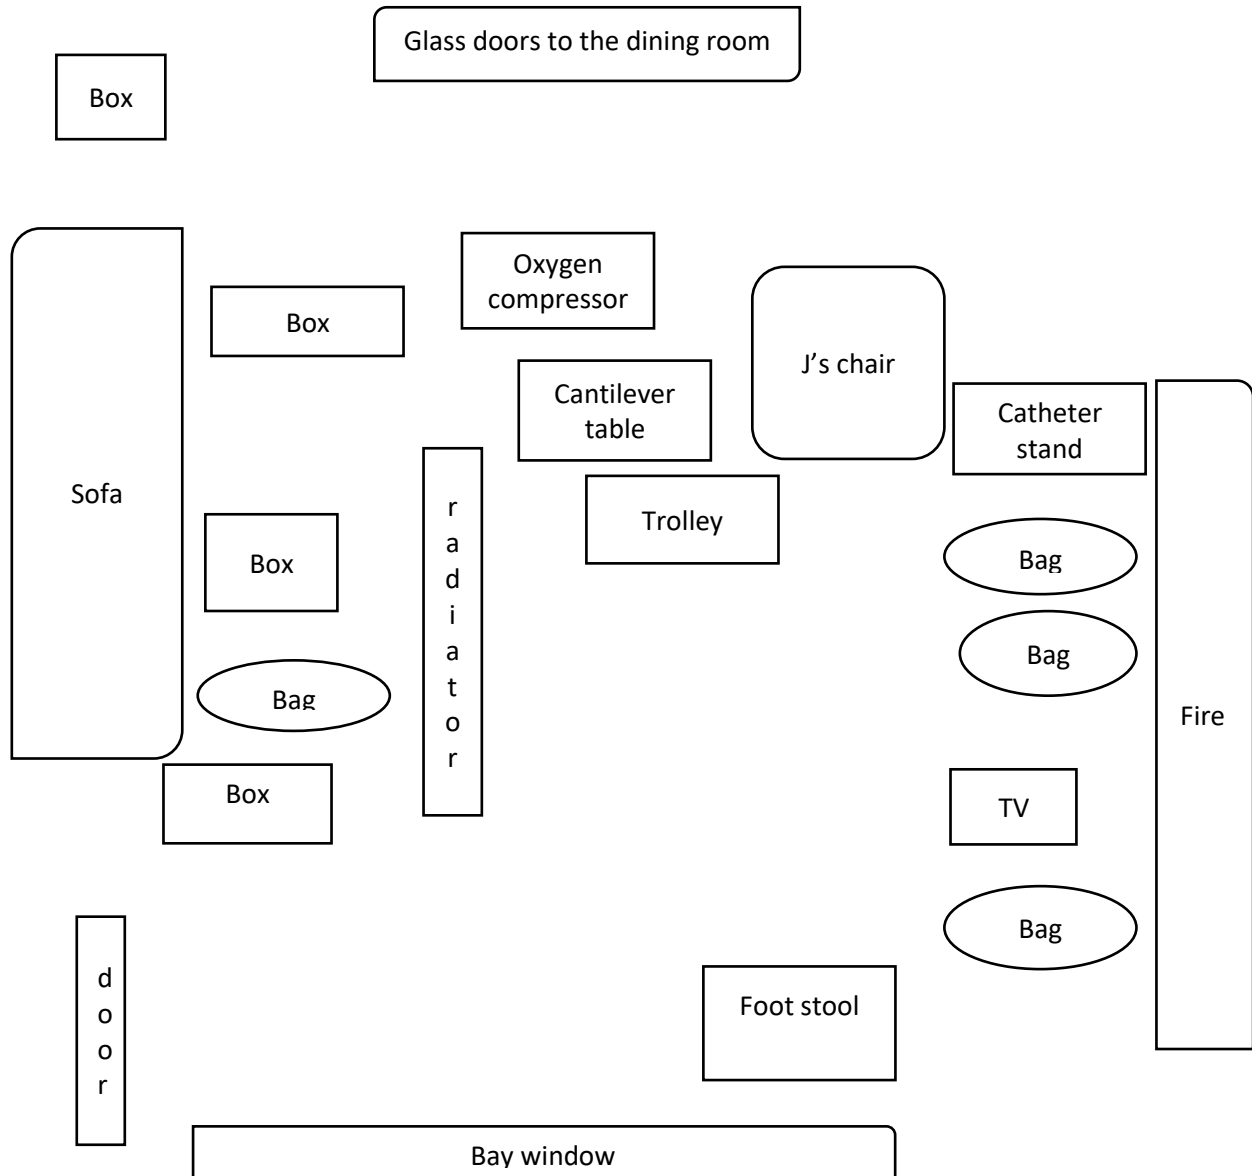 Glass doors to the dining room
Box
Oxygen
compressor
Box
J’s chair
Cantilever
table
Catheter
stand
Sofa
r
a
d
i
a
t
o
r
Trolley
Box
Bag
Bag
Bag
Fire
Box
TV
Bag
d
o
o
r
Foot stool
Bay window